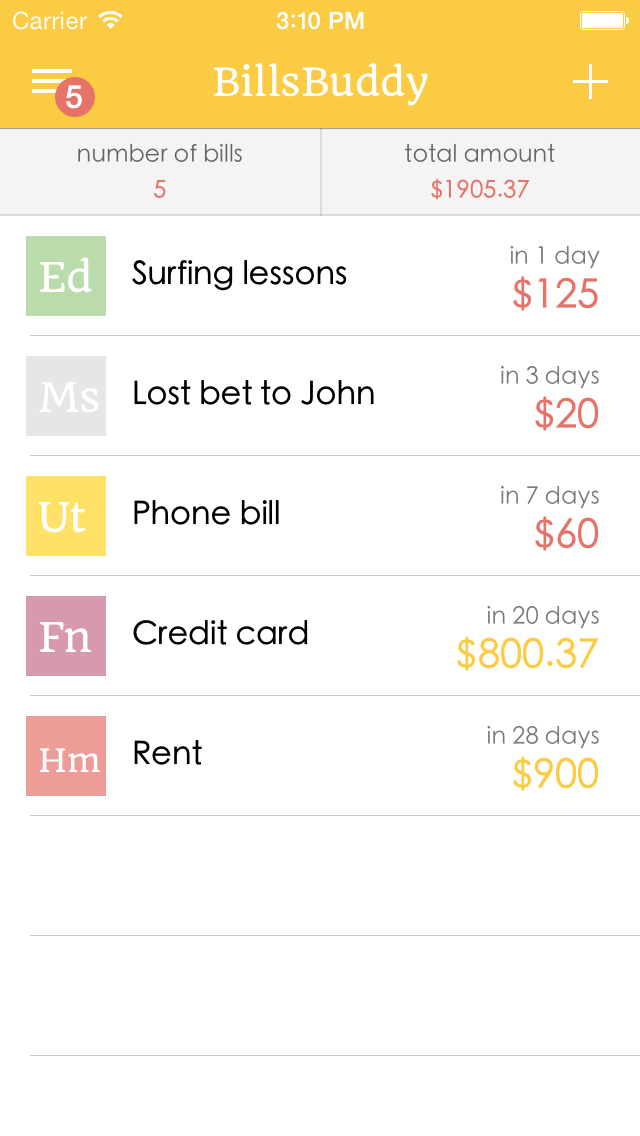 Carrier 3:10 PM
5 BillsBuddy +
number of bills total amount
5 $1905.37
Ed Surfing lessons in 1 day
$125
Ms Lost bet to John in 3 days
$20
Ut Phone bill in 7 days
$60
Fn Credit card in 20 days
$800.37
Hm Rent in 28 days
$900